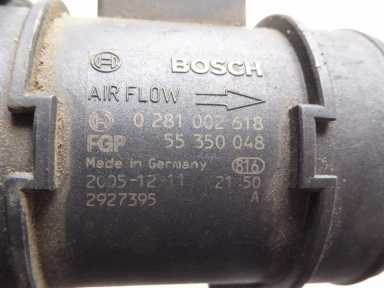 BOSCH
AIR FLOW
0 281 002 618
FGP 55 350 048
Made in Germany 816
2005-12-11 21:50
2927395 A